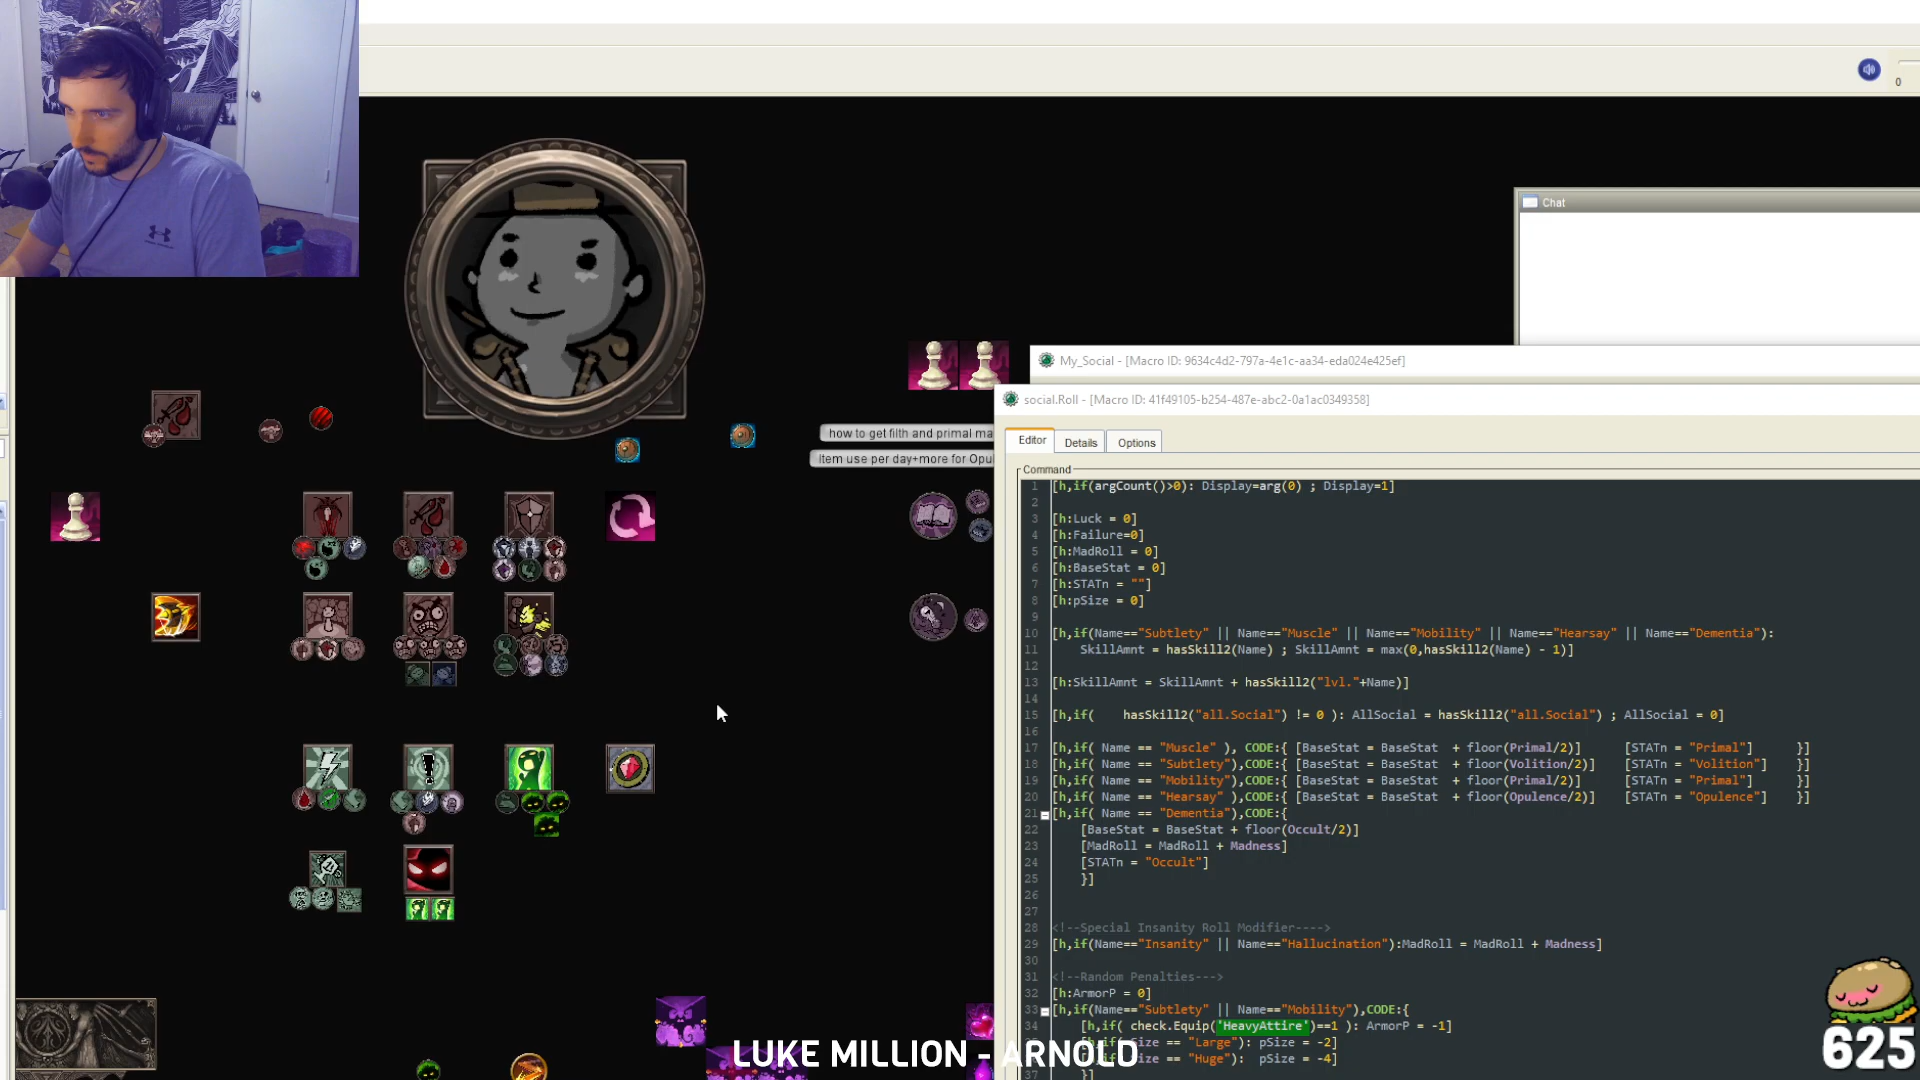 0
Chat
My_Social - [Macro ID: 9634c4d2-797a-4e1c-aa34-eda024e425ef]
social.Roll - [Macro ID: 41f49105-b254-487e-abc2-0a1ac0349358]
how to get filth and primal ma
item use per day+more for Opu
Editor Details Options
Command
1 [h,if(argCount()>0): Display=arg(0) ; Display=1]
2
3 [h:Luck = 0]
4 [h:Failure=0]
5 [h:MadRoll = 0]
6 [h:BaseStat = 0]
7 [h:STATn = ""]
8 [h:pSize = 0]
9
10 [h,if(Name=="Subtlety" || Name=="Muscle" || Name=="Mobility" || Name=="Hearsay" || Name=="Dementia"):
11 SkillAmnt = hasSkill2(Name) ; SkillAmnt = max(0,hasSkill2(Name) - 1)]
12
13 [h:SkillAmnt = SkillAmnt + hasSkill2("lvl."+Name)]
14
15 [h,if( hasSkill2("all.Social") != 0 ): AllSocial = hasSkill2("all.Social") ; AllSocial = 0]
16
17 [h,if( Name == "Muscle" ), CODE:{ [BaseStat = BaseStat + floor(Primal/2)] [STATn = "Primal"] }]
18 [h,if( Name == "Subtlety"),CODE:{ [BaseStat = BaseStat + floor(Volition/2)] [STATn = "Volition"] }]
19 [h,if( Name == "Mobility"),CODE:{ [BaseStat = BaseStat + floor(Primal/2)] [STATn = "Primal"] }]
20 [h,if( Name == "Hearsay" ),CODE:{ [BaseStat = BaseStat + floor(Opulence/2)] [STATn = "Opulence"] }]
21 [h,if( Name == "Dementia"),CODE:{
22 [BaseStat = BaseStat + floor(Occult/2)]
23 [MadRoll = MadRoll + Madness]
24 [STATn = "Occult"]
25 }]
26
27
28 <!--Special Insanity Roll Modifier---->
29 [h,if(Name=="Insanity" || Name=="Hallucination"):MadRoll = MadRoll + Madness]
30
31 <!--Random Penalties--->
32 [h:ArmorP = 0]
33 [h,if(Name=="Subtlety" || Name=="Mobility"),CODE:{
34 [h,if( check.Equip('HeavyAttire')==1 ): ArmorP = -1]
Size == "Large"): pSize = -2]
ize == "Huge"): pSize = -4]
37 }]
LUKE MILLION - ARNOLD
625